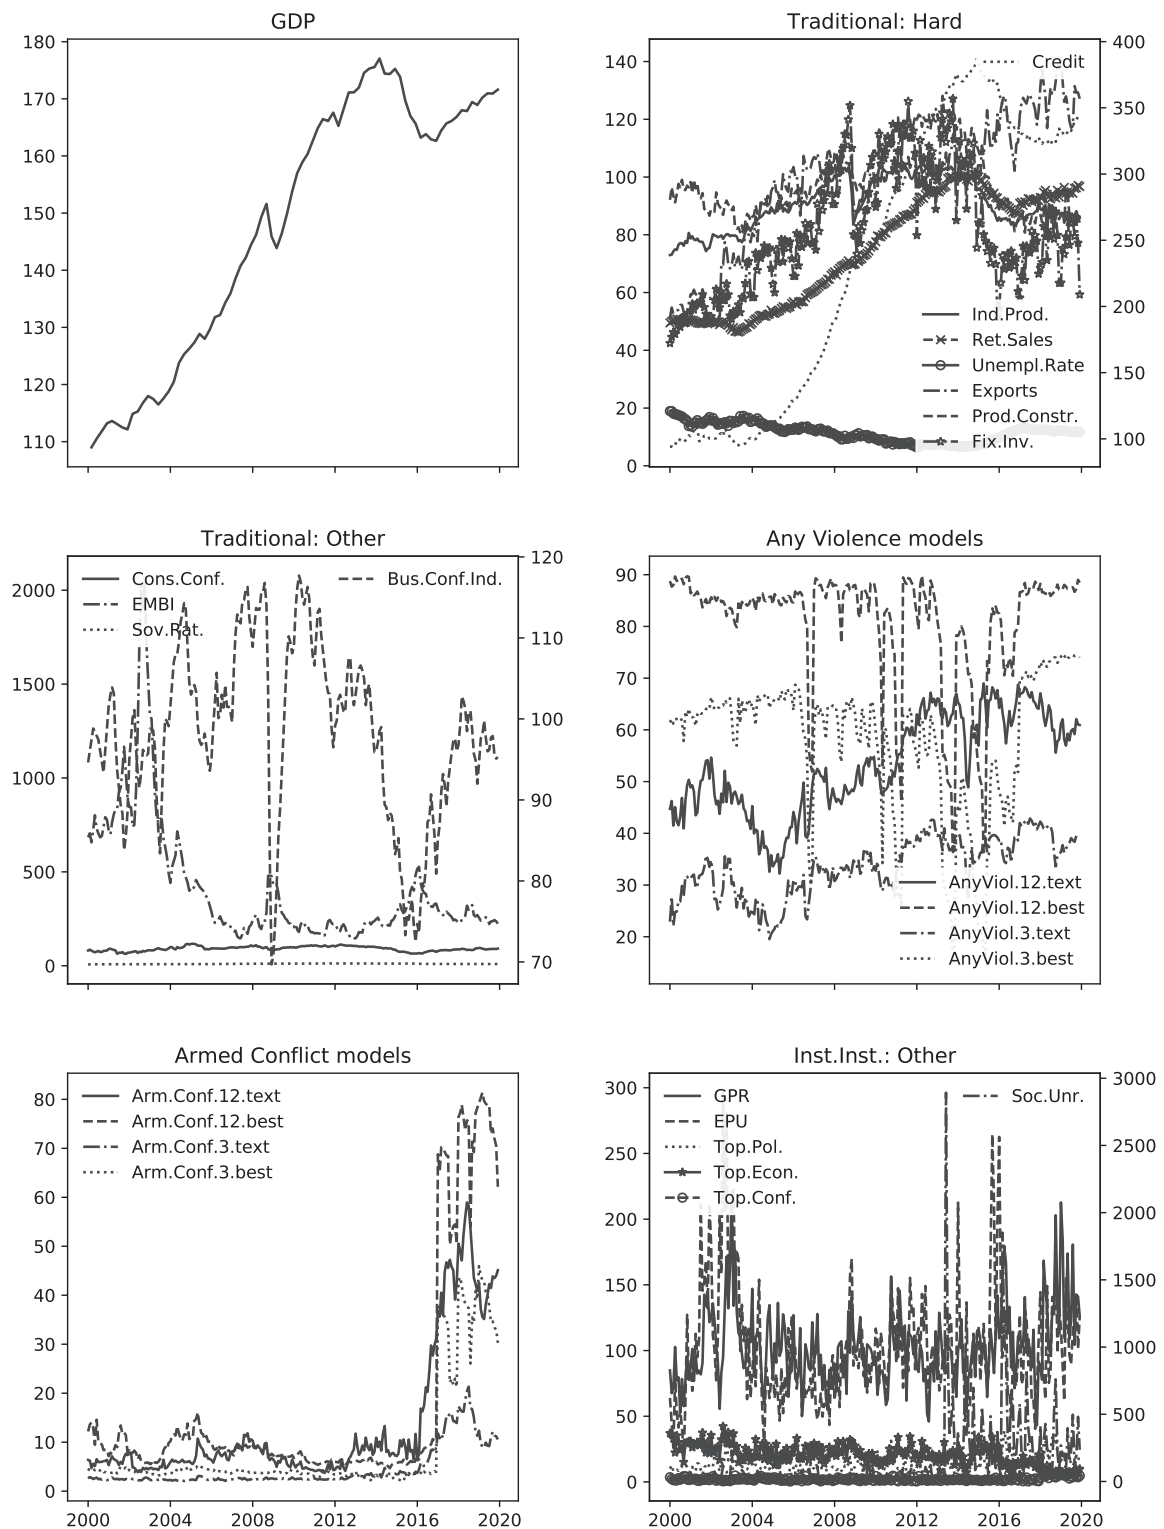 GDP
180
170
160
150
140
130
120
110
Traditional: Hard
140
120
100
80
60
40
20
0
400
350
300
250
200
150
100
Credit
Ind.Prod.
Ret.Sales
Unempl.Rate
Exports
Prod.Constr.
Fix.Inv.
Traditional: Other
2000
1500
1000
500
0
120
110
100
90
80
70
Cons.Conf.
EMBI
Sov.Rat.
Bus.Conf.Ind.
Any Violence models
90
80
70
60
50
40
30
20
AnyViol.12.text
AnyViol.12.best
AnyViol.3.text
AnyViol.3.best
Armed Conflict models
80
70
60
50
40
30
20
10
0
Arm.Conf.12.text
Arm.Conf.12.best
Arm.Conf.3.text
Arm.Conf.3.best
2000 2004 2008 2012 2016 2020
Inst.Inst.: Other
300
250
200
150
100
50
0
3000
2500
2000
1500
1000
500
0
GPR
EPU
Top.Pol.
Top.Econ.
Top.Conf.
Soc.Unr.
2000 2004 2008 2012 2016 2020